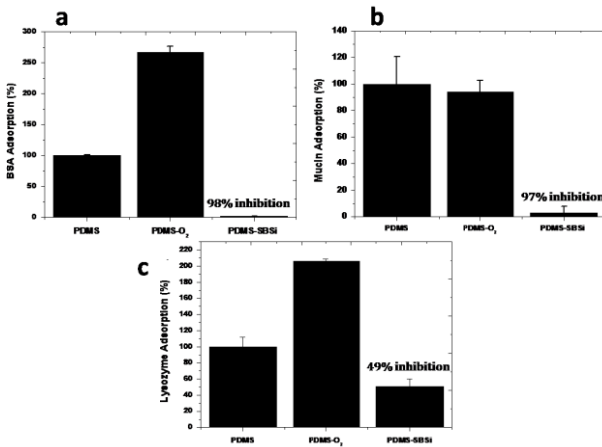 a
BSA Adsorption (%)
300
250
200
150
100
50
0
98% inhibition
PDMS
PDMS-O₂
PDMS-SBSi
b
Mucin Adsorption (%)
140
120
100
80
60
40
20
0
97% inhibition
PDMS
PDMS-O₂
PDMS-SBSi
c
Lysozyme Adsorption (%)
220
200
180
160
140
120
100
80
60
40
20
0
49% inhibition
PDMS
PDMS-O₂
PDMS-SBSi